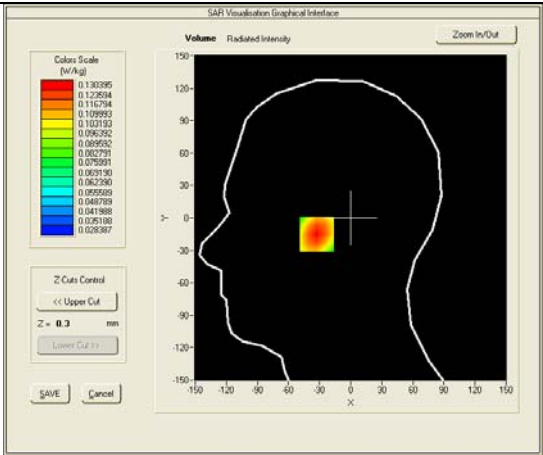 SAR Visualisation Graphical Interface
Volume Radiated Intensity
Zoom In/Out
Colors Scale
(W/kg)
0.130395
0.123594
0.116794
0.109993
0.103193
0.096392
0.089592
0.082791
0.075991
0.069190
0.062390
0.055589
0.048789
0.041988
0.035188
0.028387
Z Cuts Control
<< Upper Cut
Z = 0.3 mm
Lower Cut >>
SAVE Cancel
150
120
90
60
30
0
-30
-60
-90
-120
-150
Y
-150 -120 -90 -60 -30 0 30 60 90 120 150
X